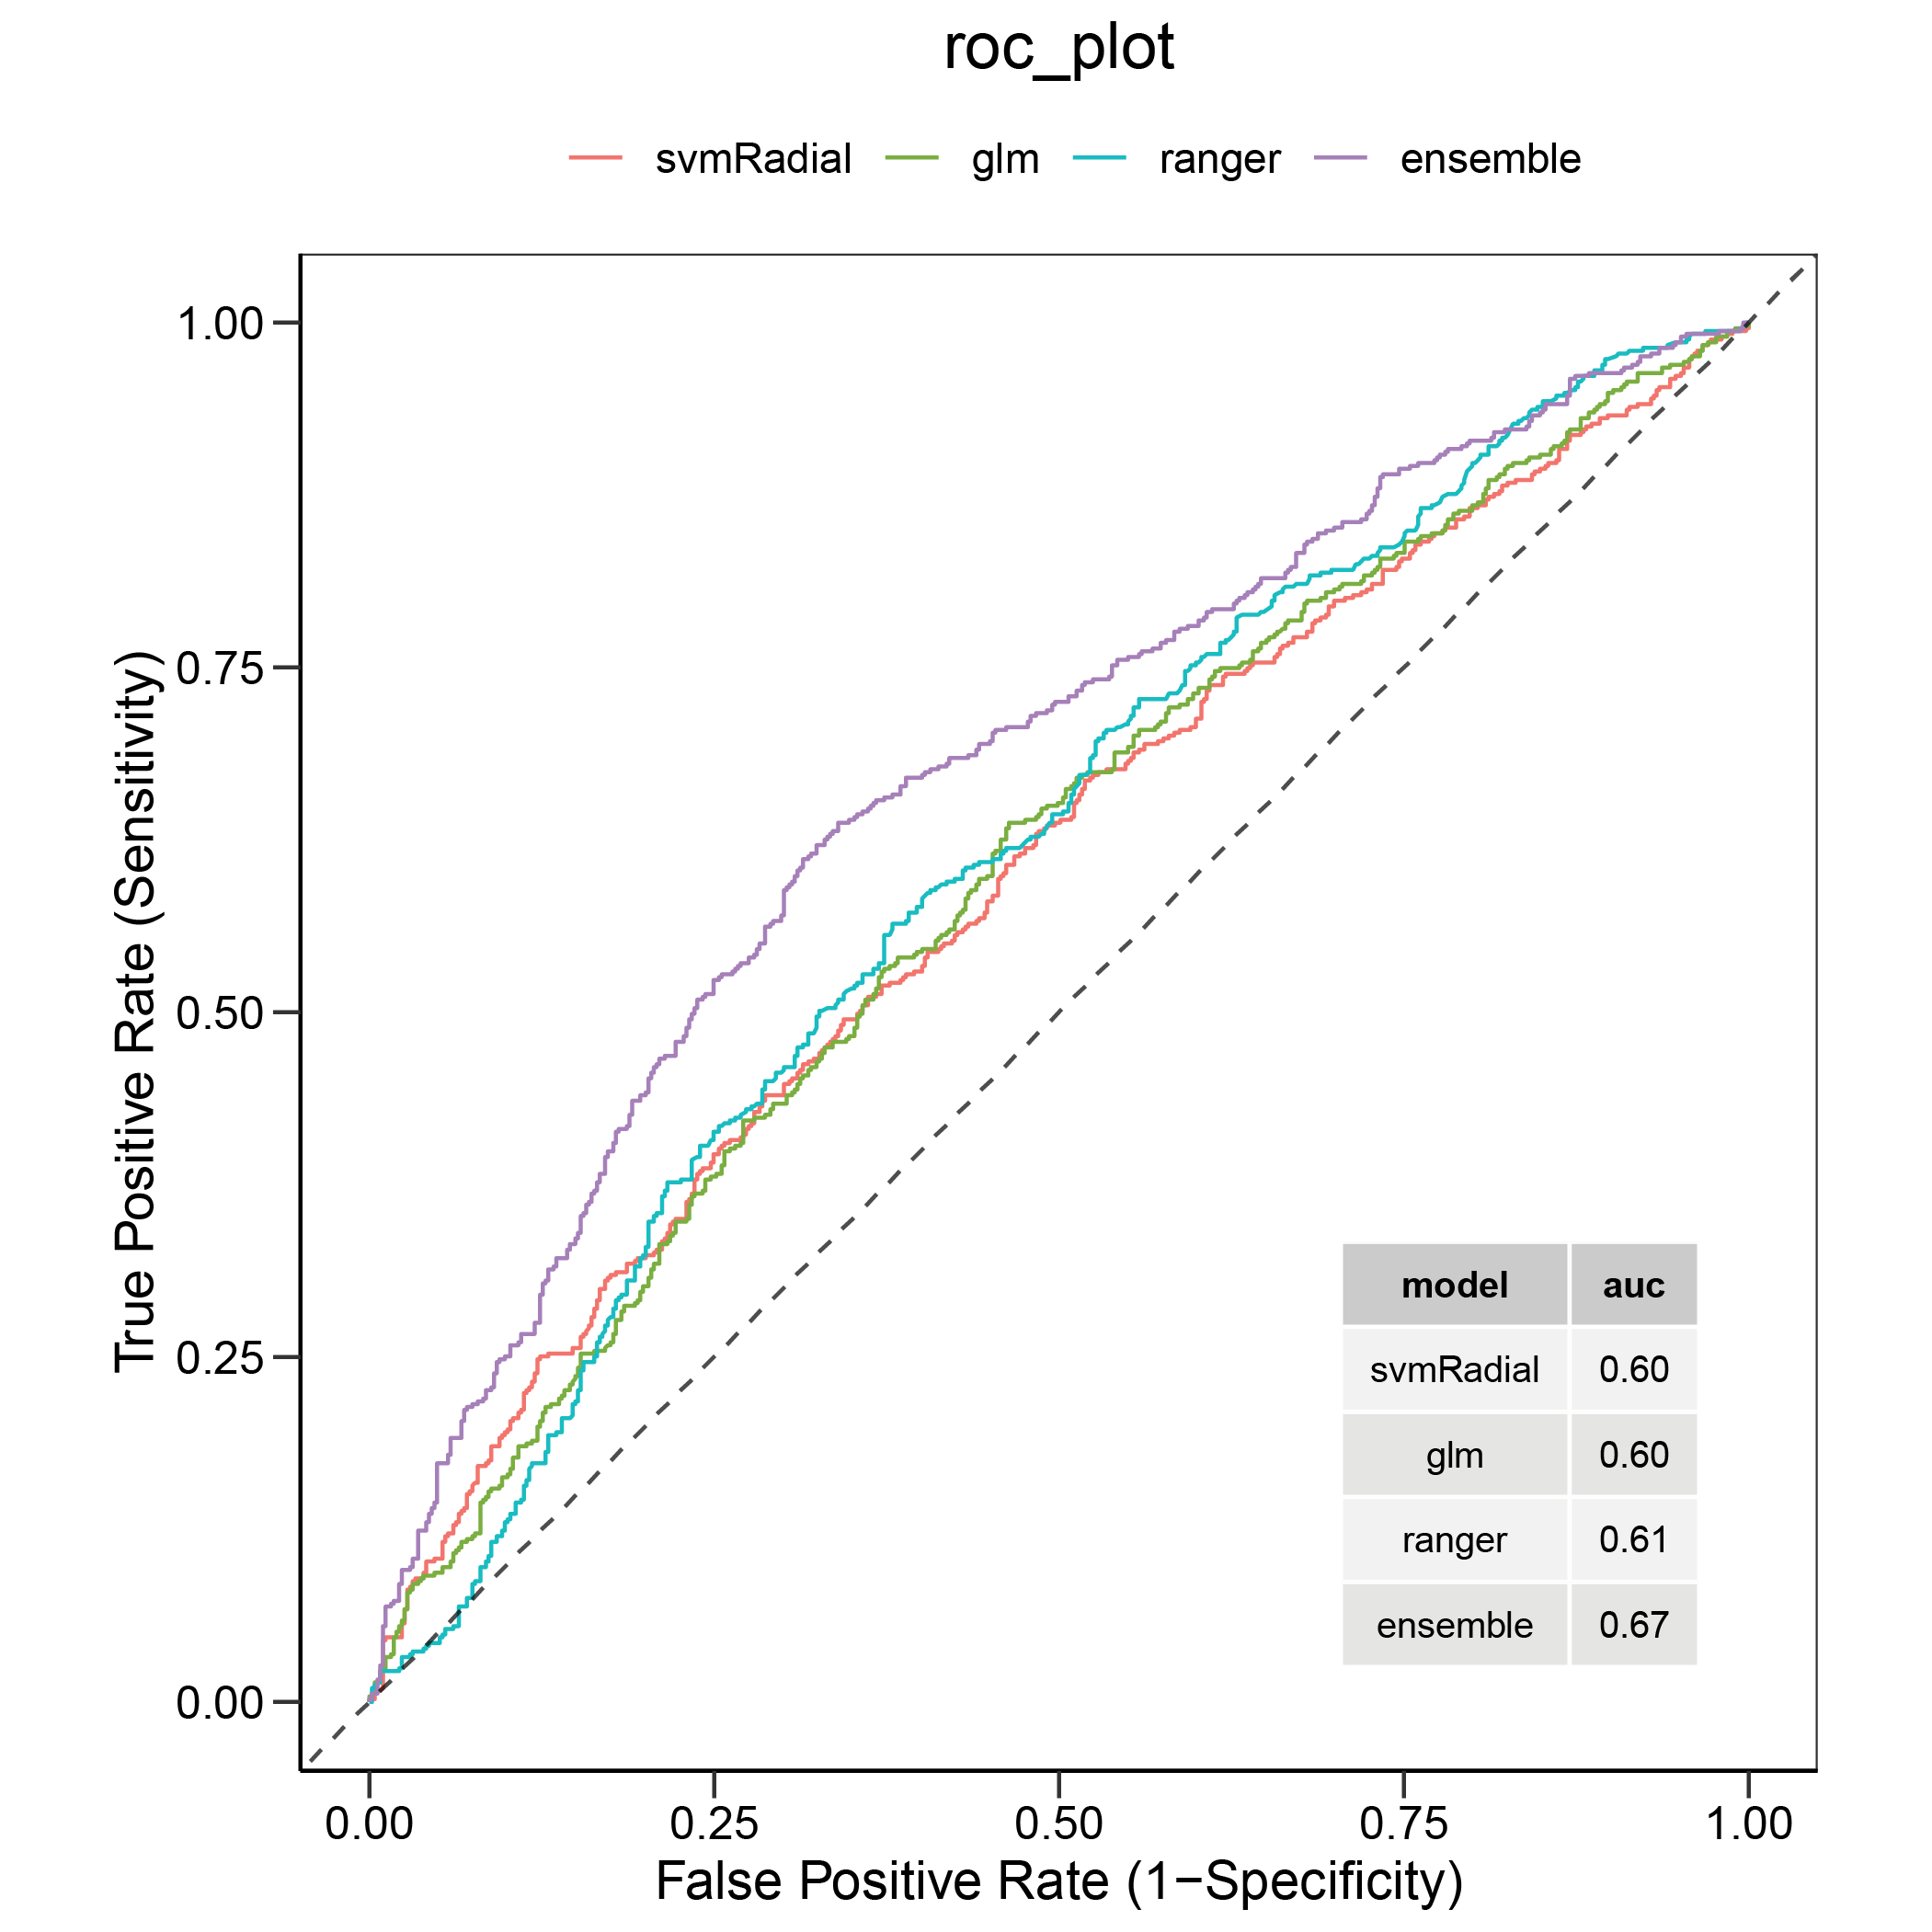 roc_plot
svmRadial glm ranger ensemble
1.00
0.75
0.50
0.25
0.00
True Positive Rate (Sensitivity)
model auc
svmRadial 0.60
glm 0.60
ranger 0.61
ensemble 0.67
0.00 0.25 0.50 0.75 1.00
False Positive Rate (1−Specificity)